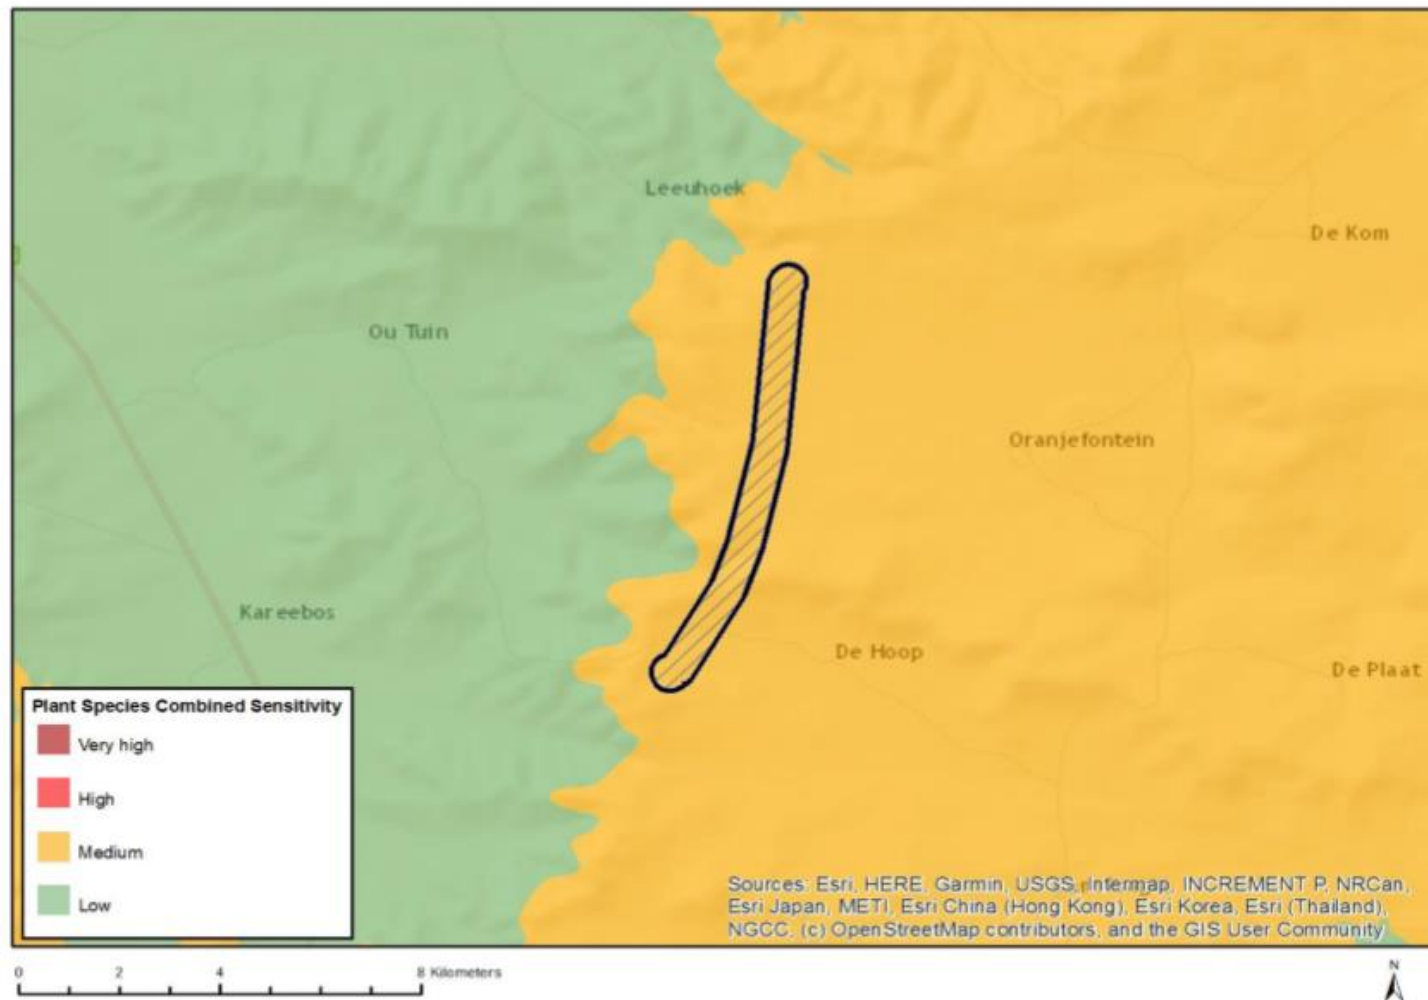 Leeuhoek
De Kom
Ou Tuin
Oranjefontein
Kareebos
De Hoop
De Plaat
Plant Species Combined Sensitivity
Very high
High
Medium
Low
Sources: Esri, HERE, Garmin, USGS, Intermap, INCREMENT P, NRCan,
Esri Japan, METI, Esri China (Hong Kong), Esri Korea, Esri (Thailand),
NGCC, (c) OpenStreetMap contributors, and the GIS User Community
0 2 4 8 Kilometers
N